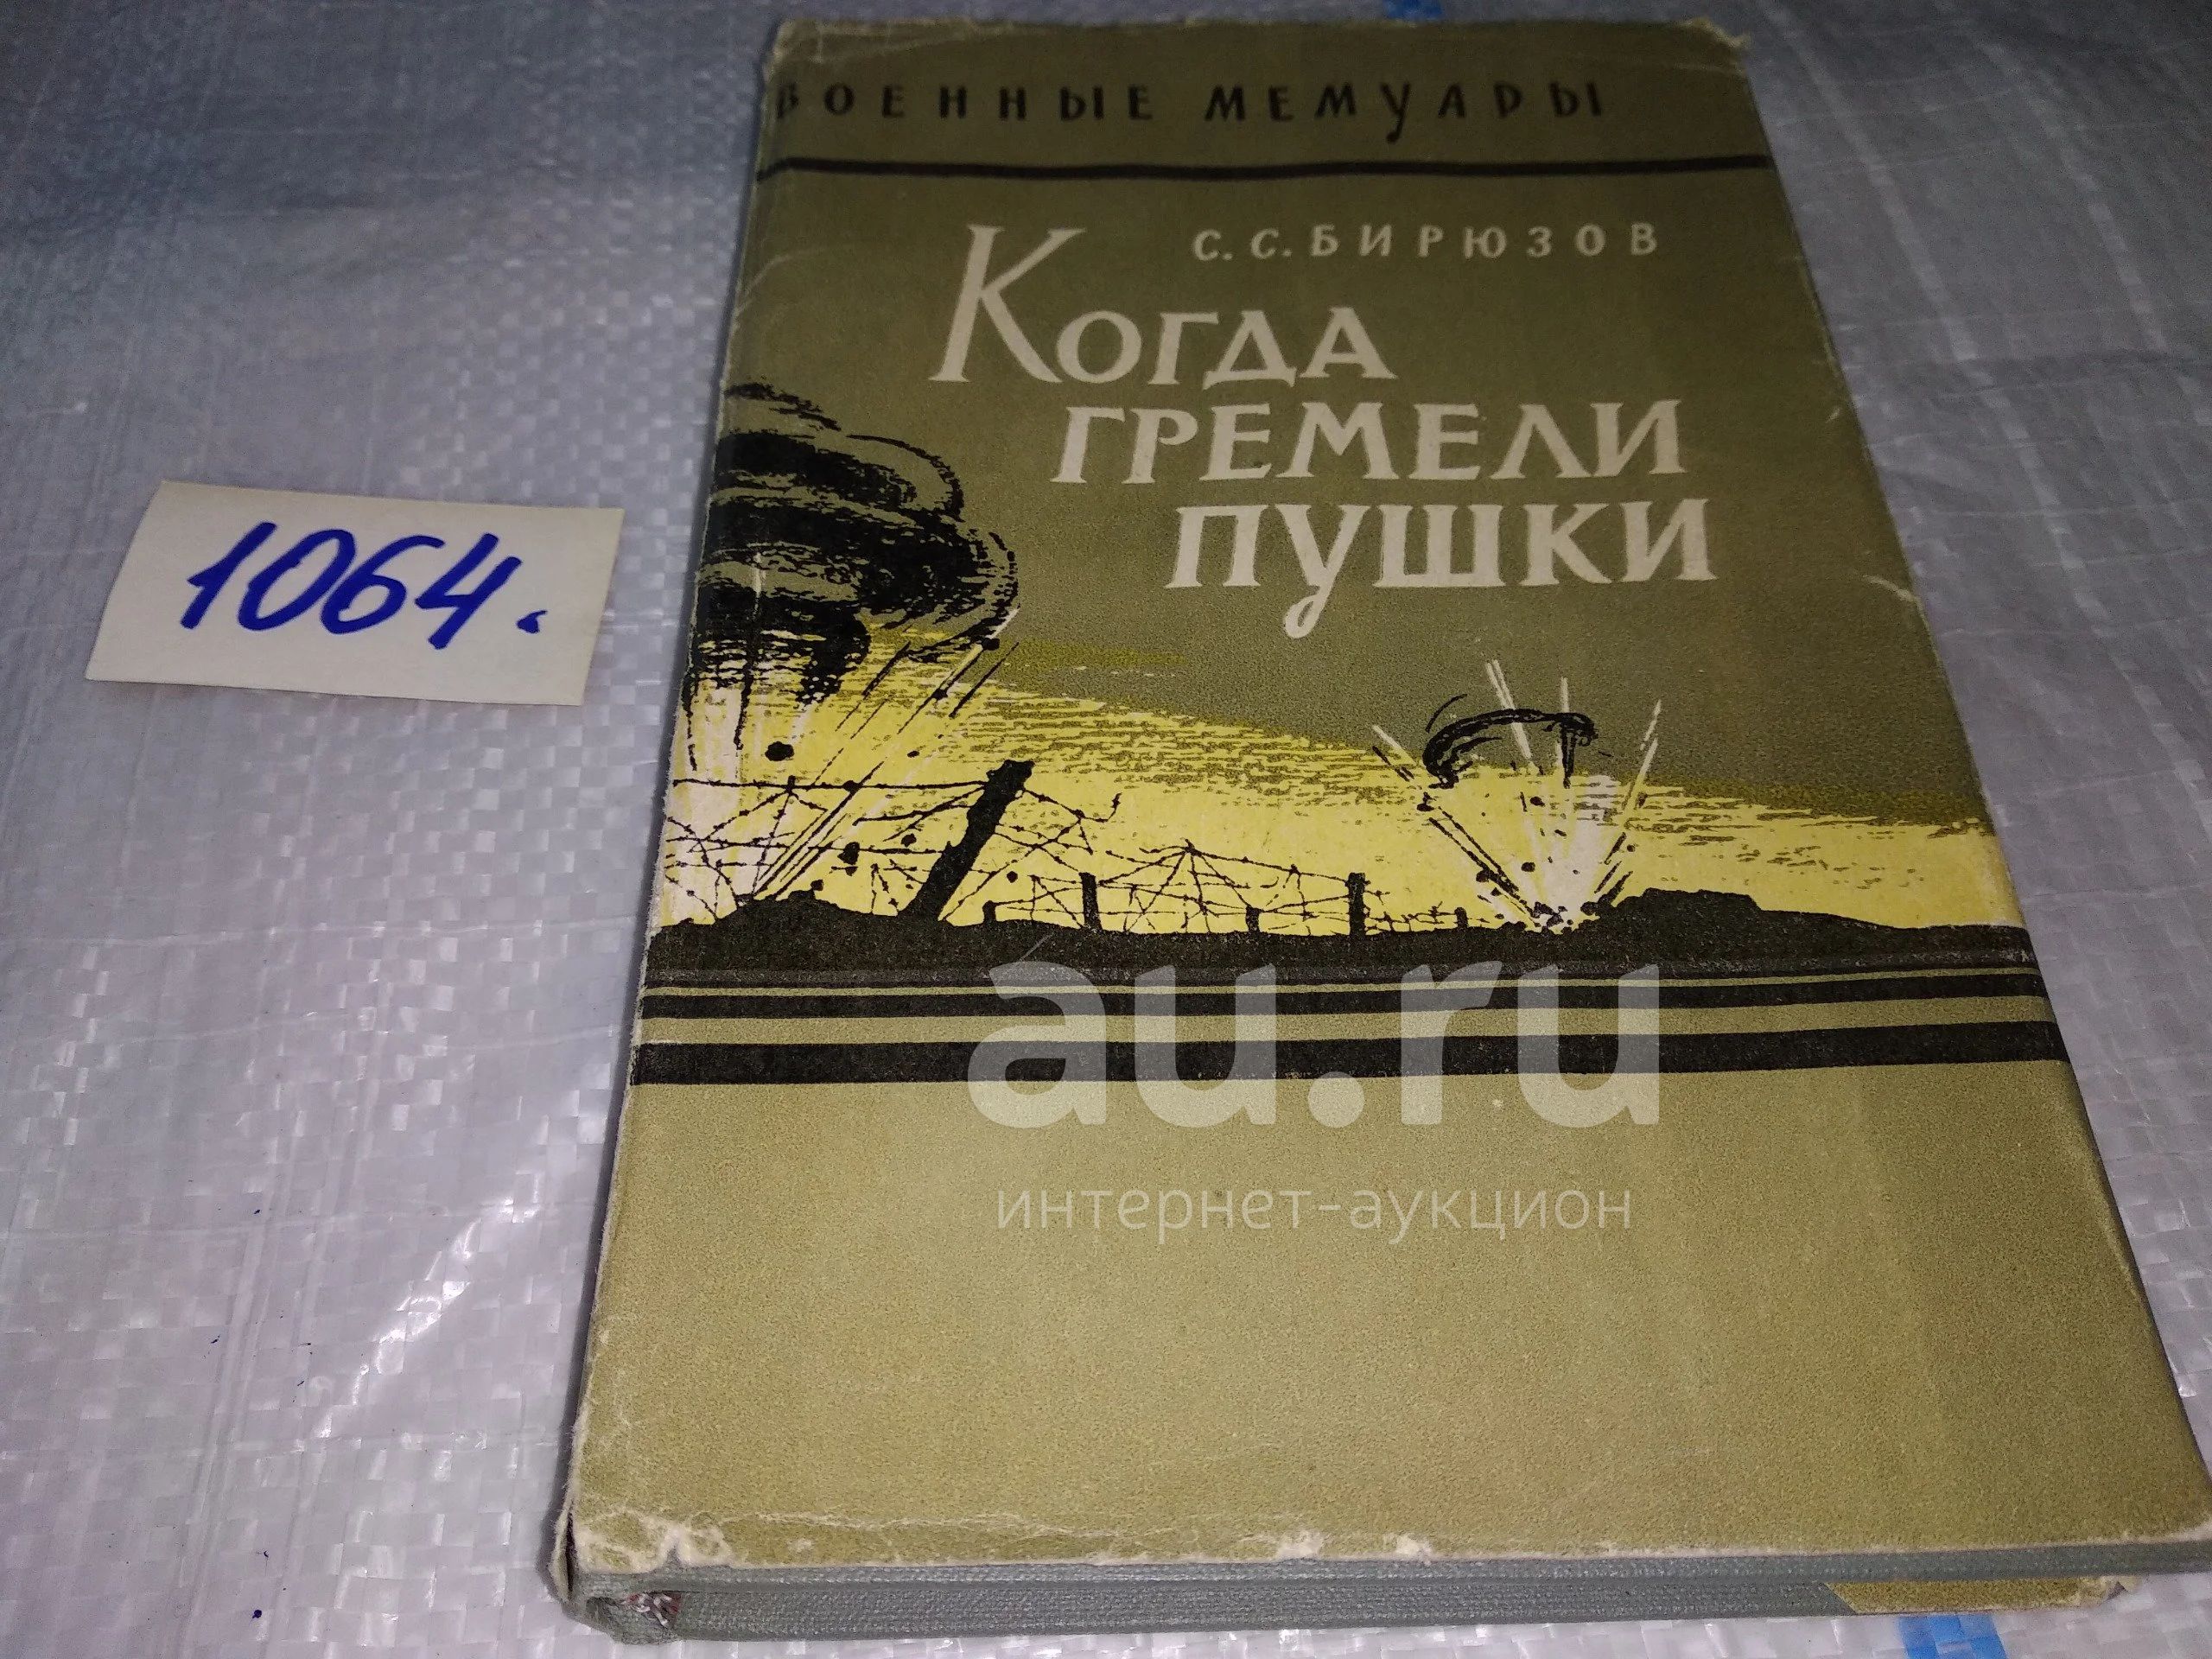 ВОЕННЫЕ МЕМУАРЫ
С. С. БИРЮЗОВ
КОГДА
ГРЕМЕЛИ
ПУШКИ
1064.
au.ru
интернет-аукцион